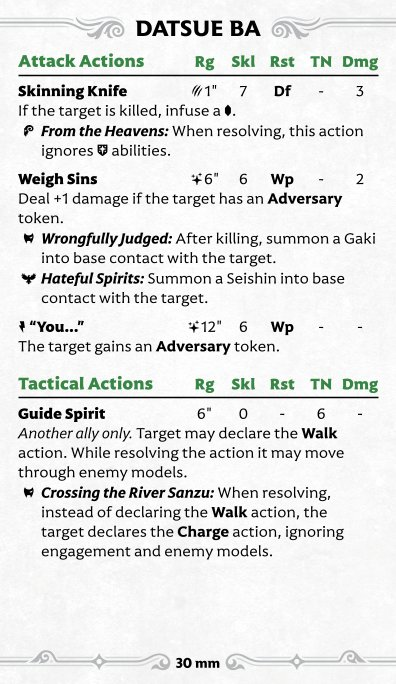 DATSUE BA
Attack Actions Rg Skl Rst TN Dmg
Skinning Knife 1" 7 Df - 3
If the target is killed, infuse a .
From the Heavens: When resolving, this action
ignores abilities.
Weigh Sins 6" 6 Wp - 2
Deal +1 damage if the target has an Adversary
token.
Wrongfully Judged: After killing, summon a Gaki
into base contact with the target.
Hateful Spirits: Summon a Seishin into base
contact with the target.
“You...” 12" 6 Wp - -
The target gains an Adversary token.
Tactical Actions Rg Skl Rst TN Dmg
Guide Spirit 6" 0 - 6 -
Another ally only. Target may declare the Walk
action. While resolving the action it may move
through enemy models.
Crossing the River Sanzu: When resolving,
instead of declaring the Walk action, the
target declares the Charge action, ignoring
engagement and enemy models.
30 mm